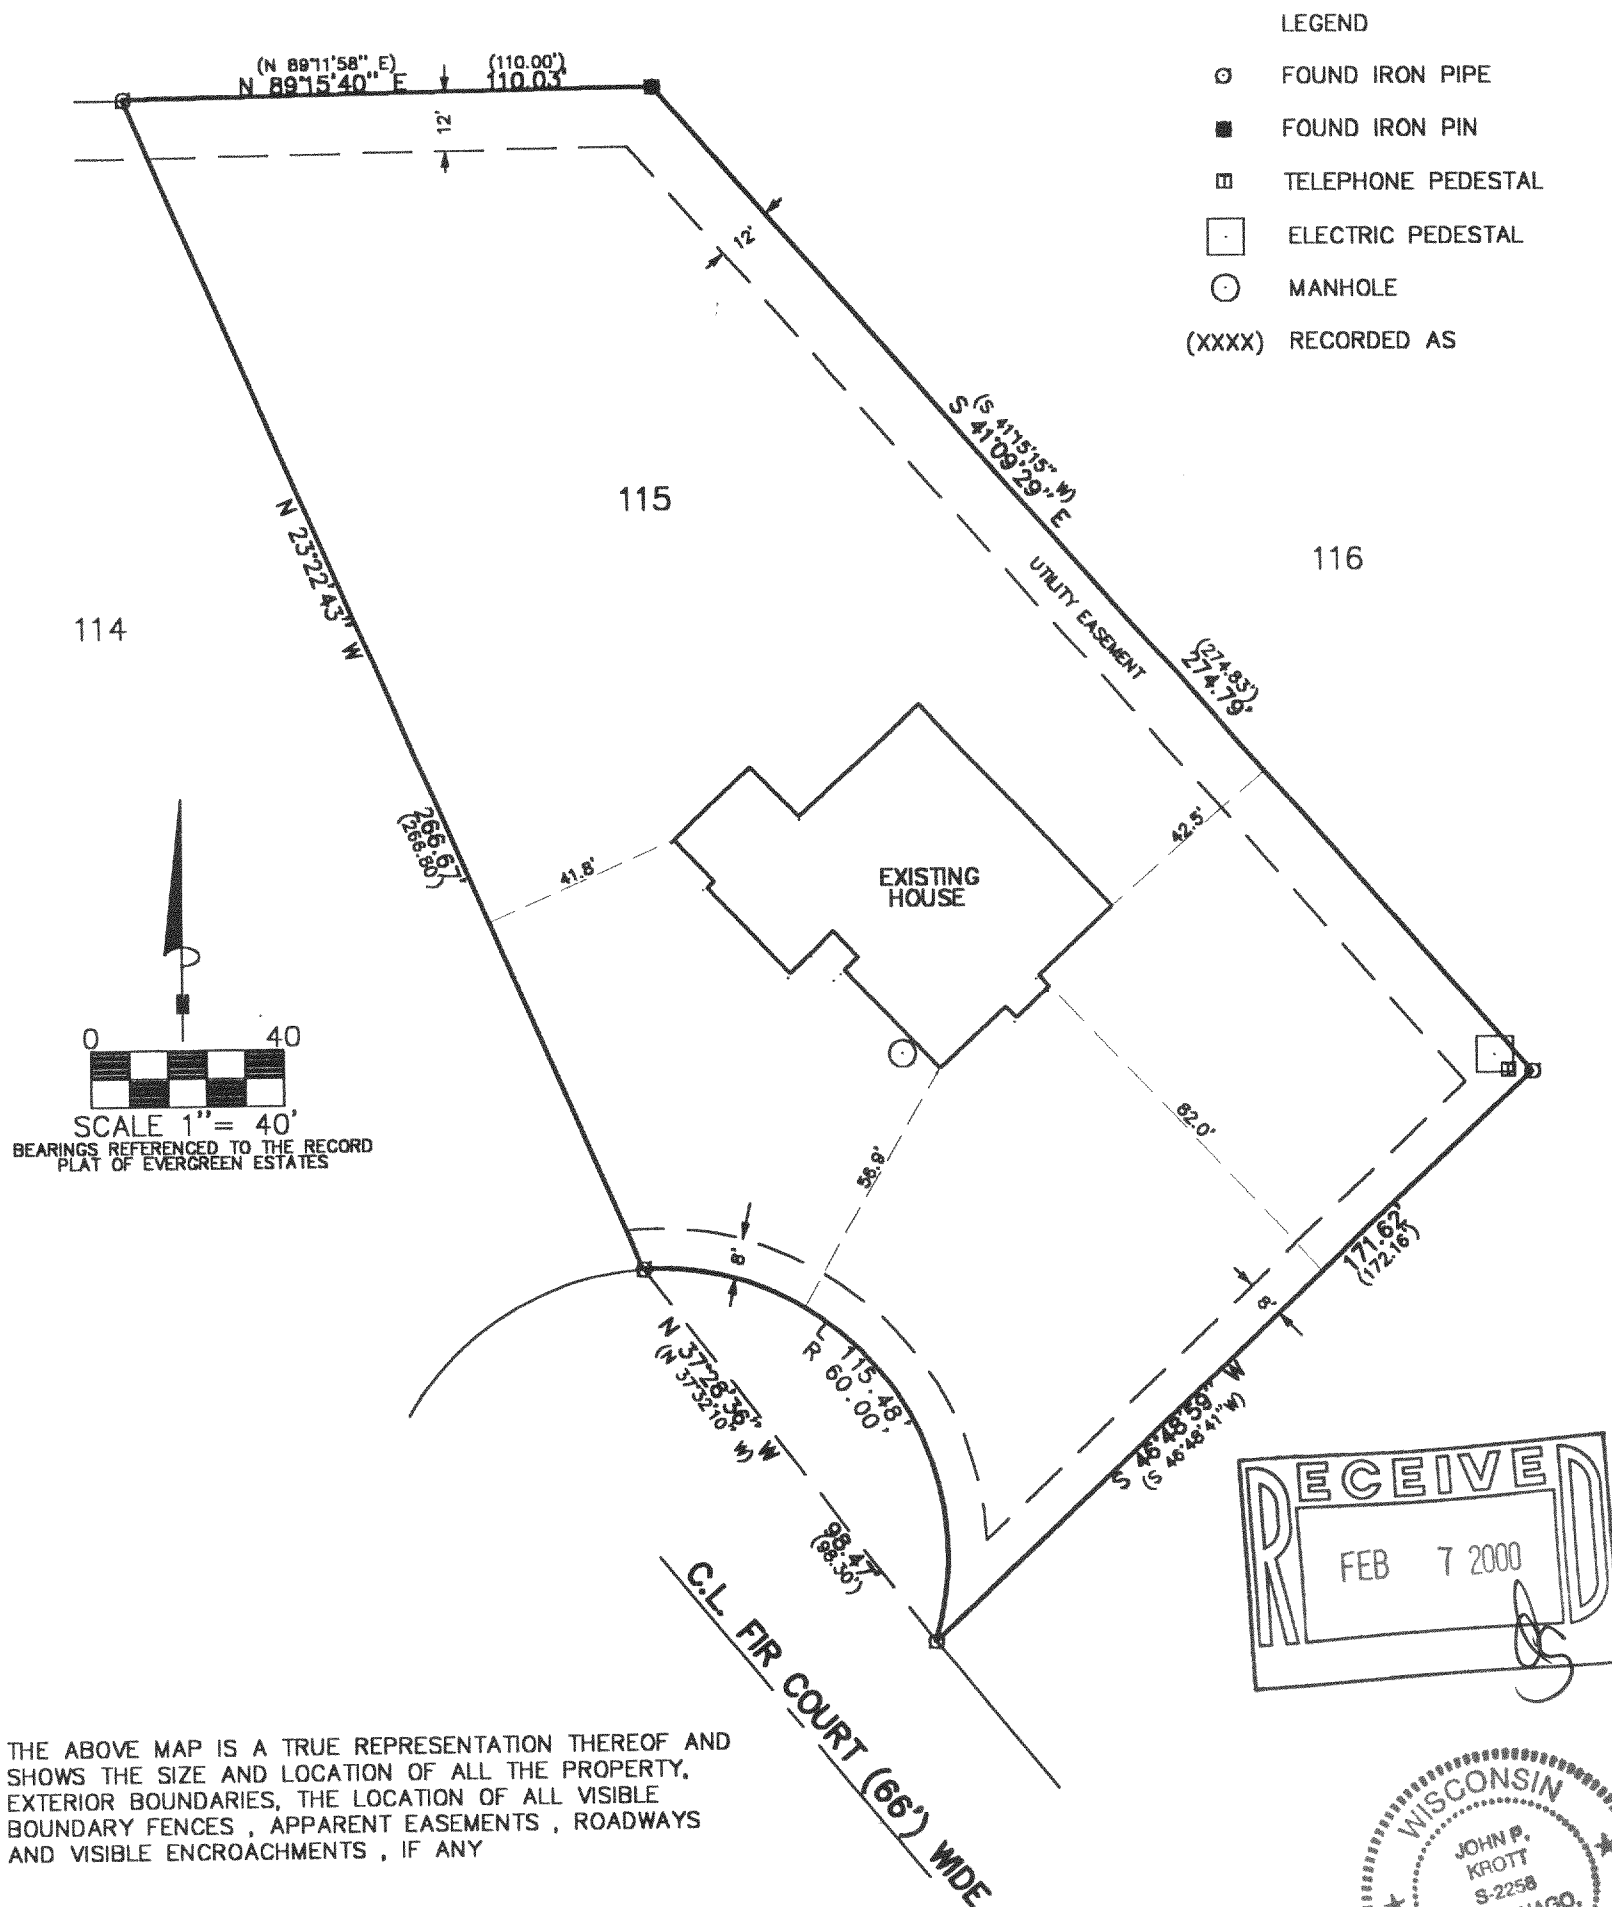 LEGEND
FOUND IRON PIPE
FOUND IRON PIN
TELEPHONE PEDESTAL
ELECTRIC PEDESTAL
MANHOLE
(XXXX) RECORDED AS
(N 89°11'58" E) (110.00')
N 89°15'40" E 110.03'
12'
12'
(S 41°15'15" W)
S 41°09'29" E
115
116
114
UTILITY EASEMENT
N 23°22'43" W
(274.83')
274.79'
266.67'
(266.80')
41.8'
42.5'
EXISTING
HOUSE
0 40
SCALE 1"= 40'
BEARINGS REFERENCED TO THE RECORD
PLAT OF EVERGREEN ESTATES
82.0'
56.9'
8'
171.62'
(172.16')
8'
L 115.48'
R 60.00'
N 37°28'36" W
(N 37°32'10" W)
S 46°48'59" W
(S 46°48'41" W)
98.47'
(98.30')
RECEIVED
FEB 7 2000
C.L. FIR COURT (66') WIDE
THE ABOVE MAP IS A TRUE REPRESENTATION THEREOF AND
SHOWS THE SIZE AND LOCATION OF ALL THE PROPERTY,
EXTERIOR BOUNDARIES, THE LOCATION OF ALL VISIBLE
BOUNDARY FENCES , APPARENT EASEMENTS , ROADWAYS
AND VISIBLE ENCROACHMENTS , IF ANY
WISCONSIN
JOHN P.
KROTT
S-2258